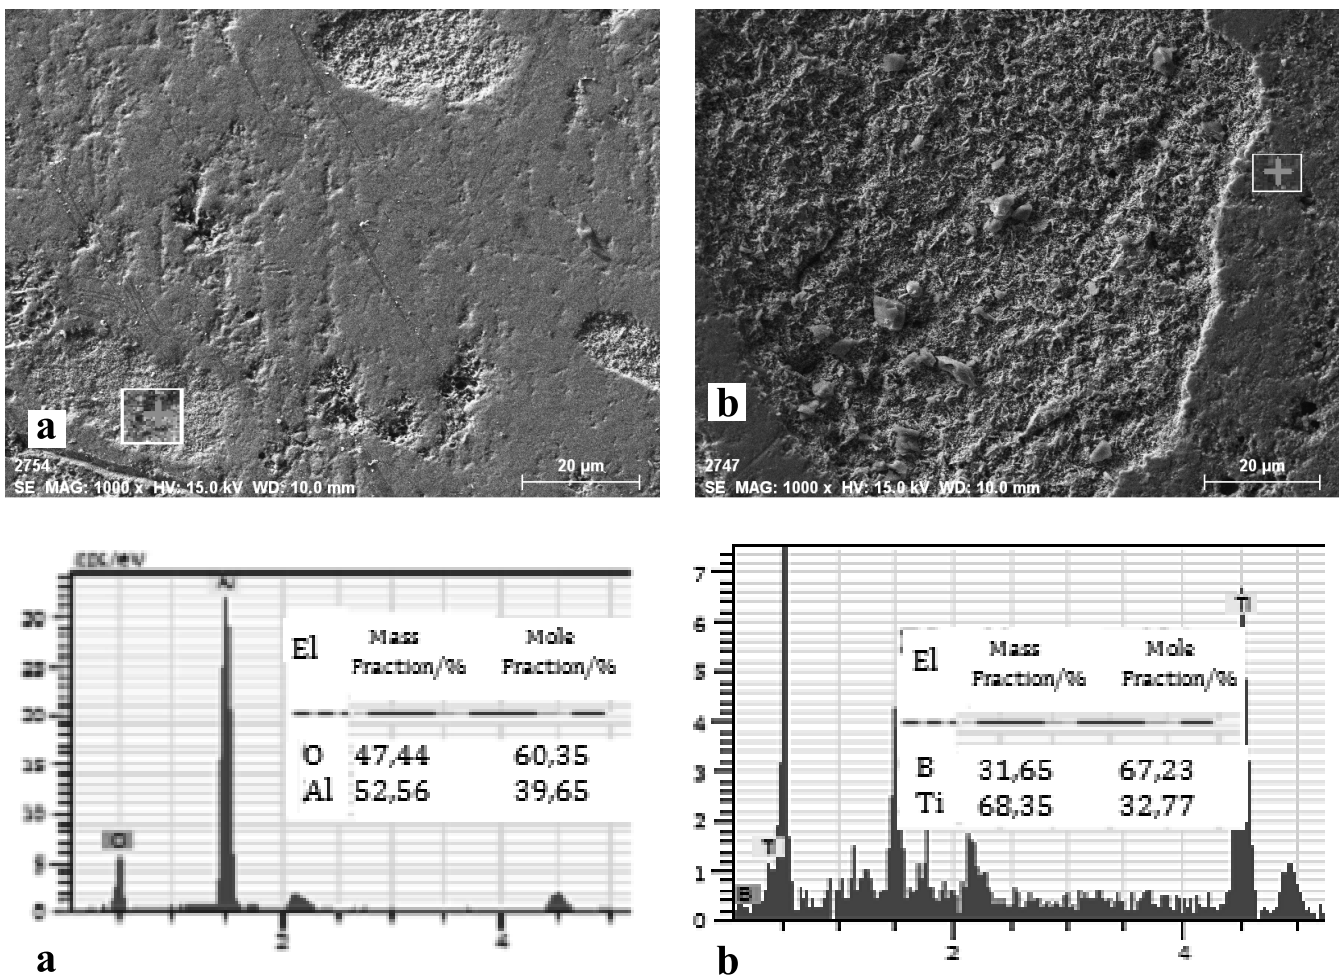 a
2754
20 µm
SE MAG: 1000 x HV: 15.0 kV WD: 10.0 mm
b
2747
20 µm
SE MAG: 1000 x HV: 15.0 kV WD: 10.0 mm
cps/eV
Al
30
25
20
15
10
5
0
O
El Mass Fraction/% Mole Fraction/%
O 47,44 60,35
Al 52,56 39,65
2 4
a
7
6
5
4
3
2
1
0
Ti
El Mass Fraction/% Mole Fraction/%
B 31,65 67,23
Ti 68,35 32,77
Ti
B
2 4
b